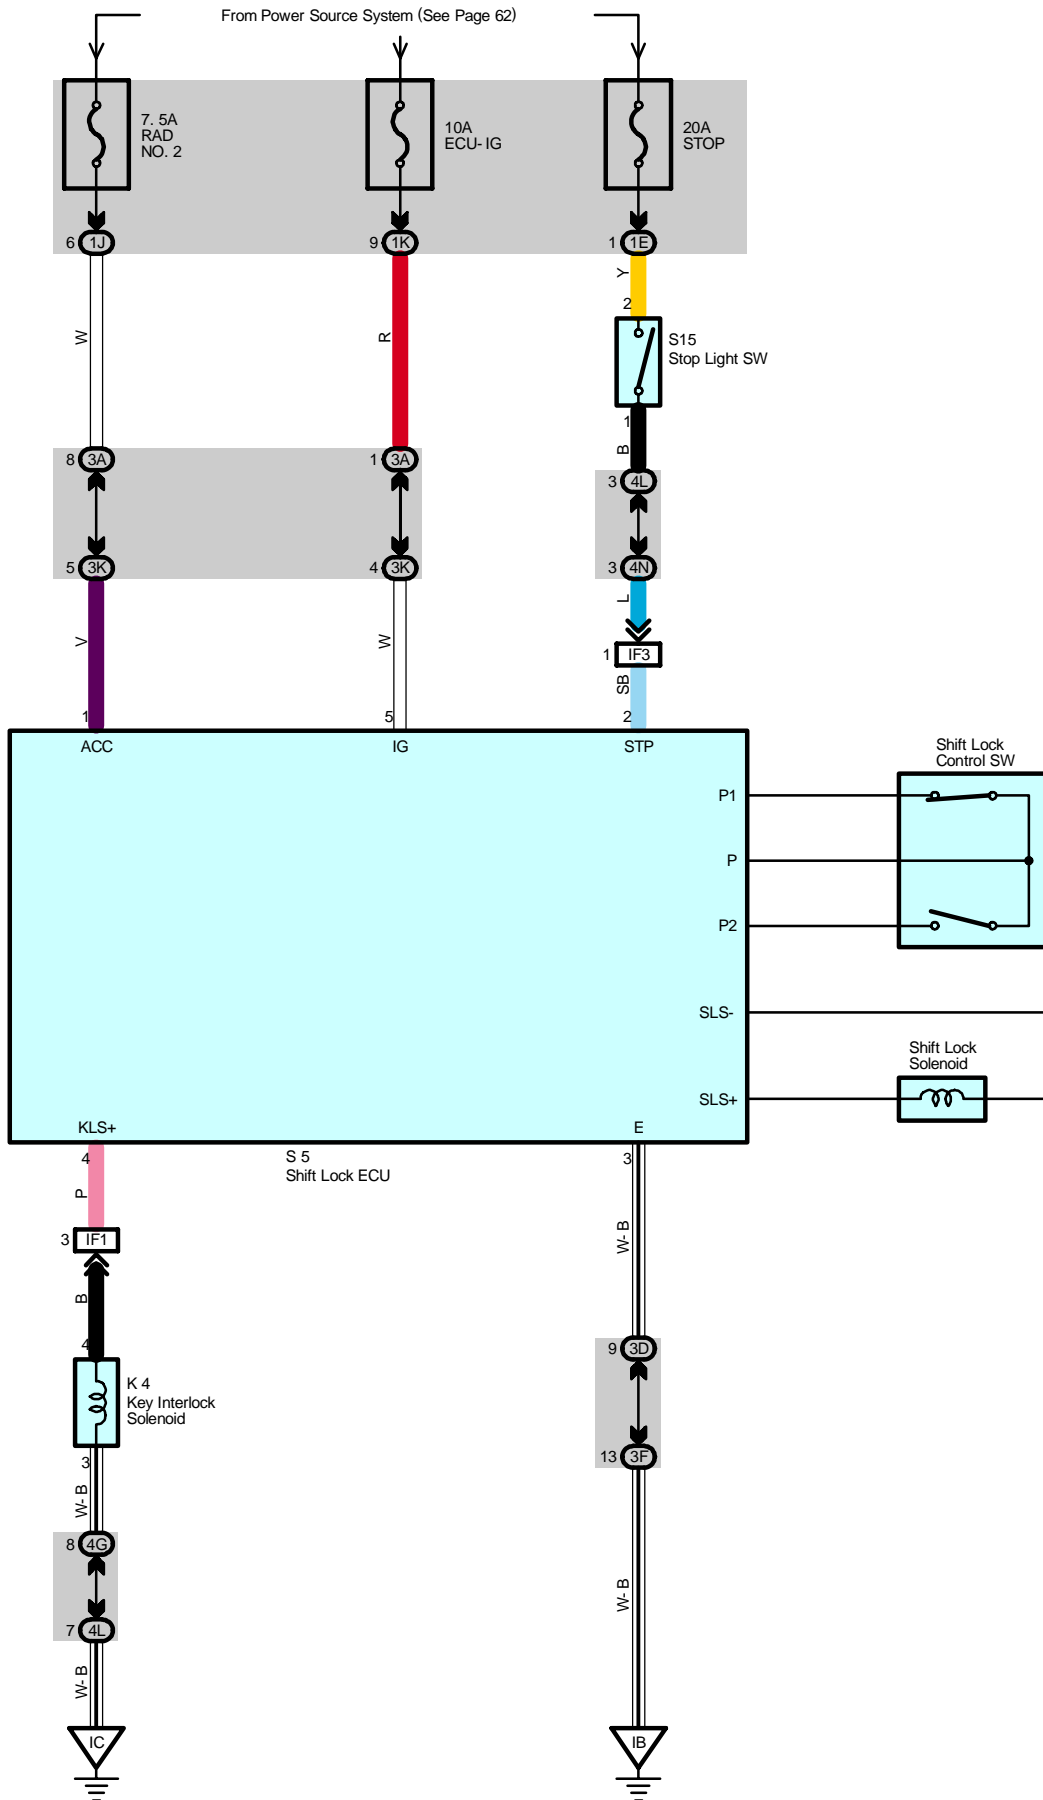 From Power Source System (See Page 62)
7. 5A
RAD
NO. 2
10A
ECU- IG
20A
STOP
6 1J
9 1K
1 1E
Y
2
W
R
S15
Stop Light SW
1
B
8 3A
1 3A
3 4L
5 3K
4 3K
3 4N
L
V
W
1 IF3
SB
1
5
2
ACC
IG
STP
Shift Lock
Control SW
P1
P
P2
SLS-
Shift Lock
Solenoid
SLS+
KLS+
E
4
S 5
Shift Lock ECU
3
P
3 IF1
W- B
B
4
9 3D
K 4
Key Interlock
Solenoid
3
13 3F
W- B
8 4G
W- B
7 4L
W- B
IC
IB